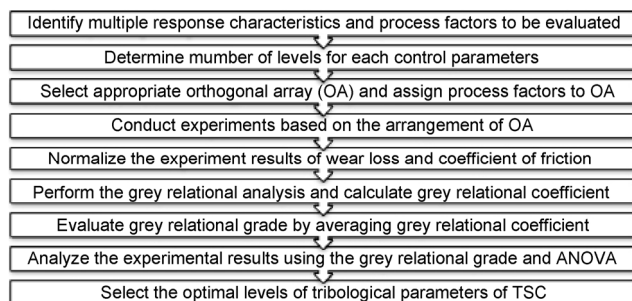 Identify multiple response characteristics and process factors to be evaluated
Determine mumber of levels for each control parameters
Select appropriate orthogonal array (OA) and assign process factors to OA
Conduct experiments based on the arrangement of OA
Normalize the experiment results of wear loss and coefficient of friction
Perform the grey relational analysis and calculate grey relational coefficient
Evaluate grey relational grade by averaging grey relational coefficient
Analyze the experimental results using the grey relational grade and ANOVA
Select the optimal levels of tribological parameters of TSC